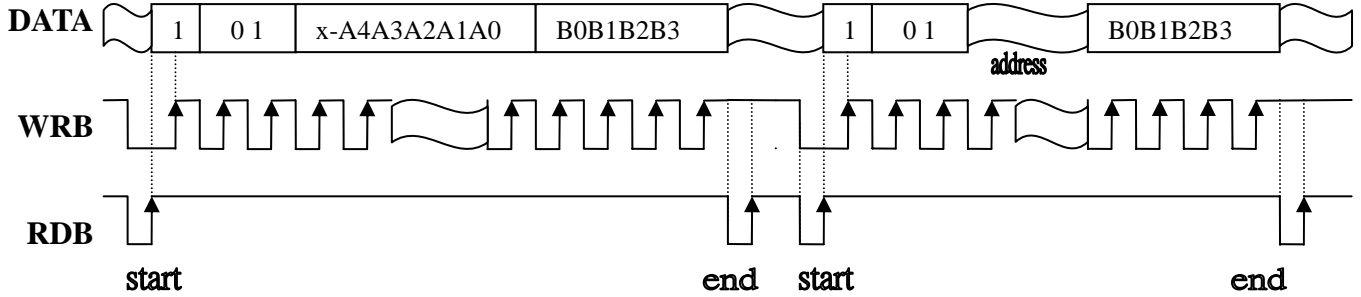 DATA 1 0 1 x-A4A3A2A1A0 B0B1B2B3 1 0 1 B0B1B2B3
address
WRB
RDB
start end start end